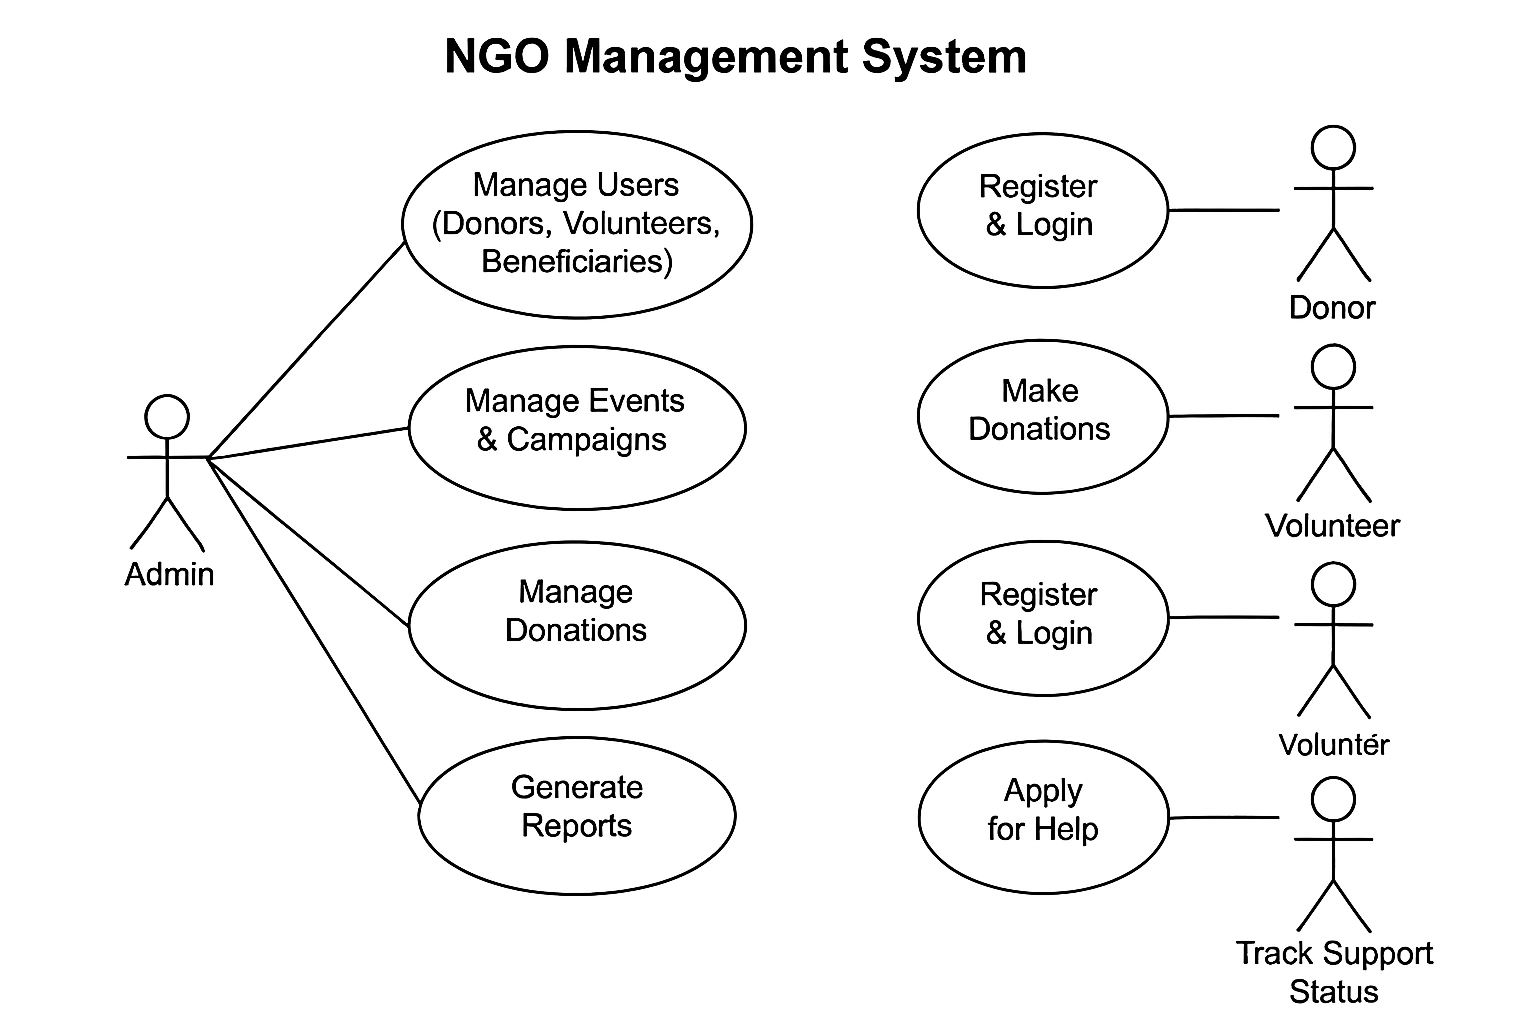 NGO Management System
Manage Users
(Donors, Volunteers,
Beneficiaries)
Manage Events
& Campaigns
Manage
Donations
Generate
Reports
Admin
Register
& Login
Donor
Make
Donations
Volunteer
Register
& Login
Voluntér
Apply
for Help
Track Support
Status